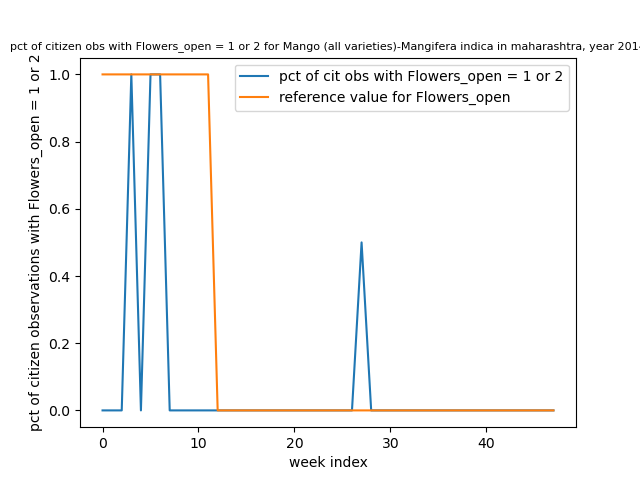 pct of citizen obs with Flowers_open = 1 or 2 for Mango (all varieties)-Mangifera indica in maharashtra, year 2014
pct of citizen observations with Flowers_open = 1 or 2
1.0
0.8
0.6
0.4
0.2
0.0
pct of cit obs with Flowers_open = 1 or 2
reference value for Flowers_open
0 10 20 30 40
week index